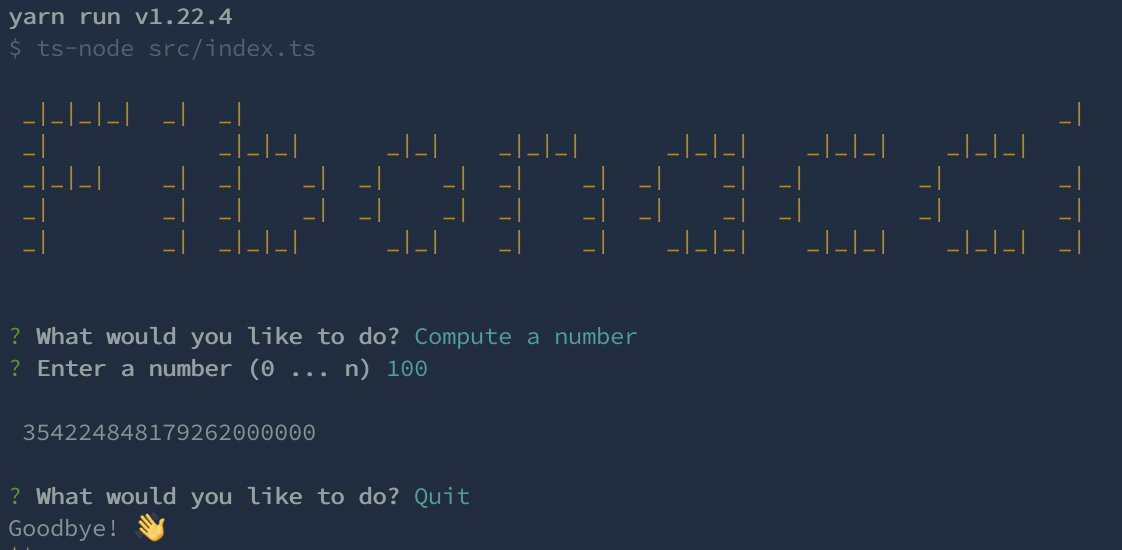 yarn run v1.22.4
$ ts-node src/index.ts
Fibonacci
? What would you like to do? Compute a number
? Enter a number (0 ... n) 100
354224848179262000000
? What would you like to do? Quit
Goodbye! 👋